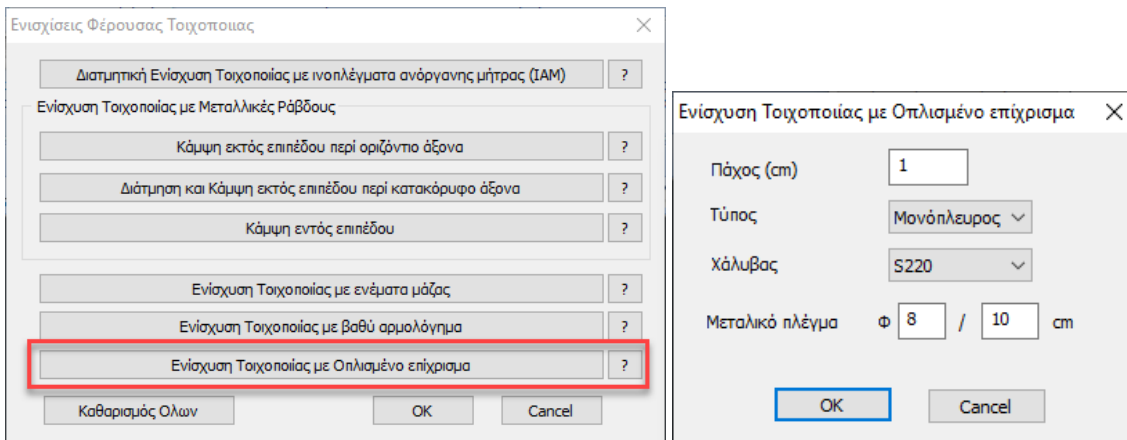 Ενισχίσεις Φέρουσας Τοιχοποιιας
Διατμητική Ενίσχυση Τοιχοποιίας με ινοπλέγματα ανόργανης μήτρας (ΙΑΜ) ?
Ενίσχυση Τοιχοποιίας με Μεταλλικές Ράβδους
Κάμψη εκτός επιπέδου περί οριζόντιο άξονα ?
Διάτμηση και Κάμψη εκτός επιπέδου περί κατακόρυφο άξονα ?
Κάμψη εντός επιπέδου ?
Ενίσχυση Τοιχοποιίας με ενέματα μάζας ?
Ενίσχυση Τοιχοποιίας με βαθύ αρμολόγημα ?
Ενίσχυση Τοιχοποιίας με Οπλισμένο επίχρισμα ?
Καθαρισμός Ολων OK Cancel
Ενίσχυση Τοιχοποιίας με Οπλισμένο επίχρισμα
Πάχος (cm) 1
Τύπος Μονόπλευρος
Χάλυβας S220
Μεταλικό πλέγμα Φ 8 / 10 cm
OK Cancel